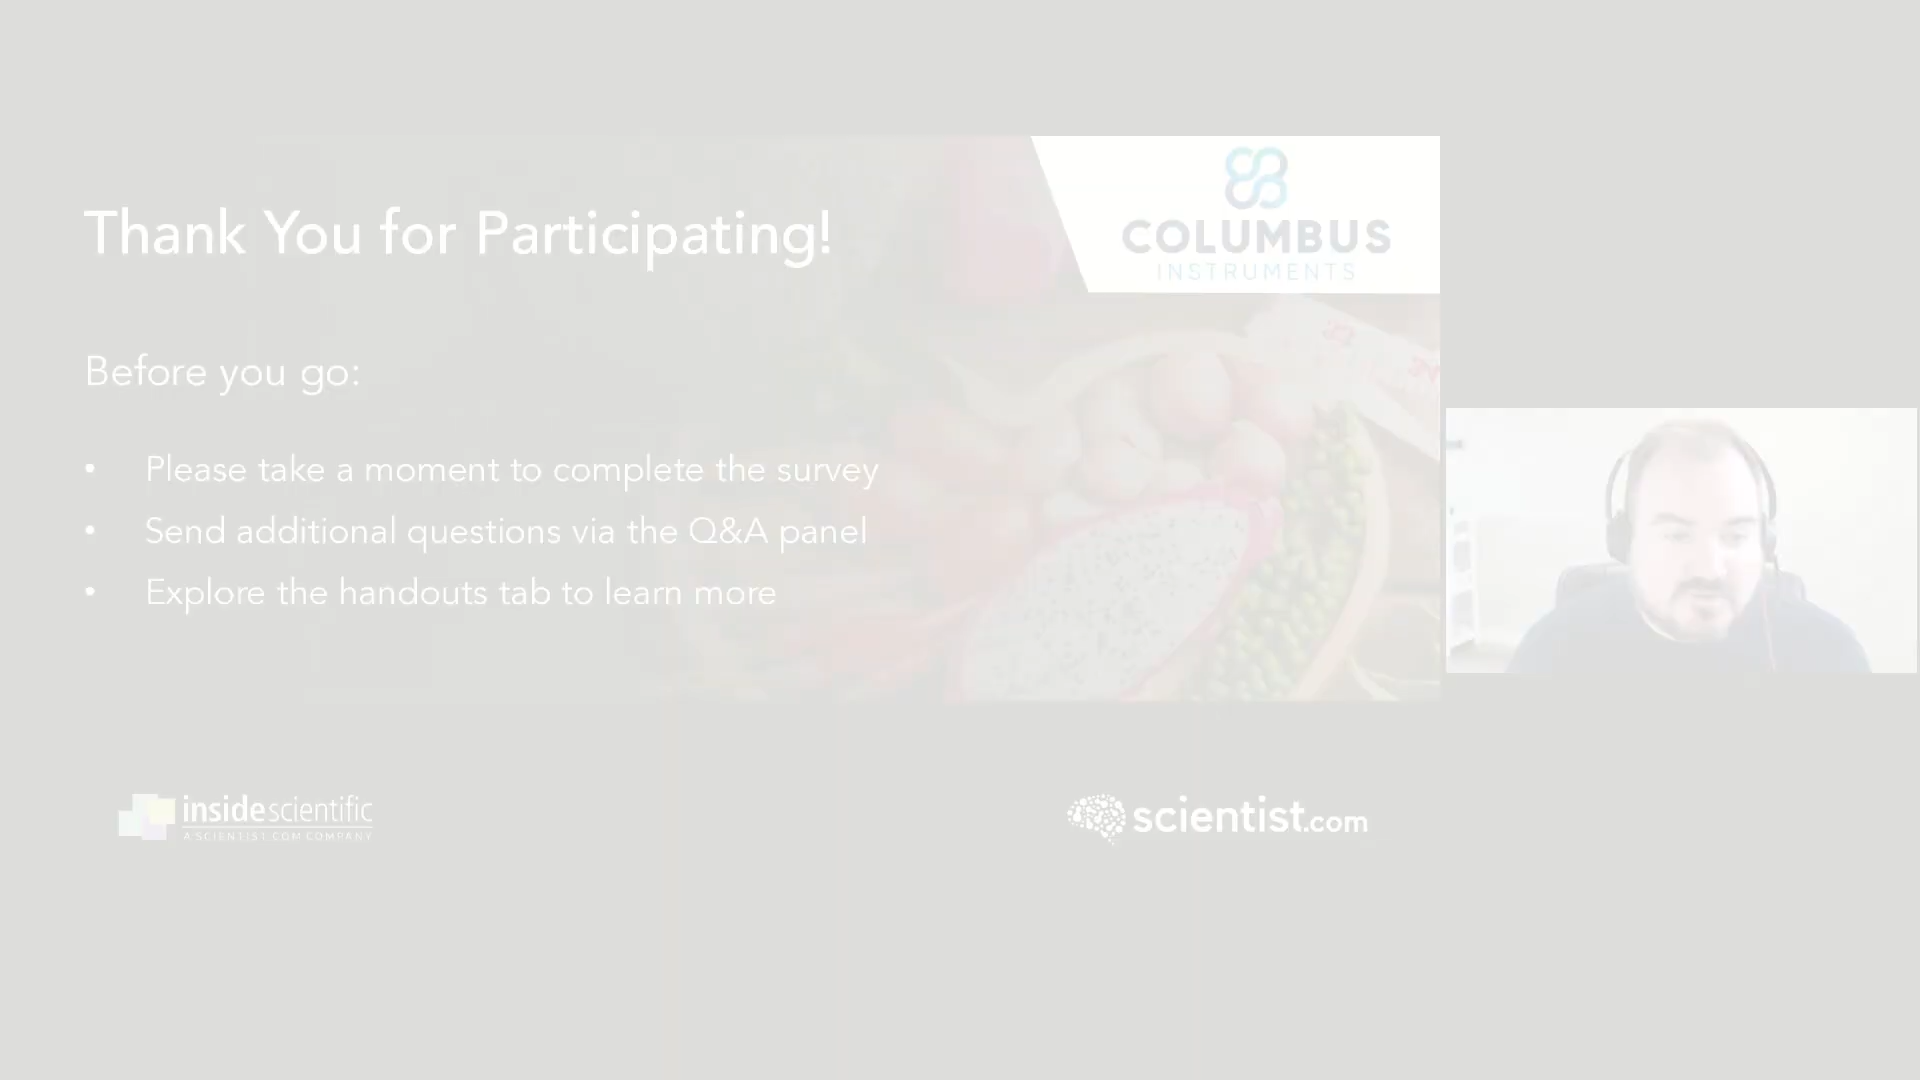 Thank You for Participating!
COLUMBUS
INSTRUMENTS
Before you go:
• Please take a moment to complete the survey
• Send additional questions via the Q&A panel
• Explore the handouts tab to learn more
insidescientific
A SCIENTIST.COM COMPANY
scientist.com